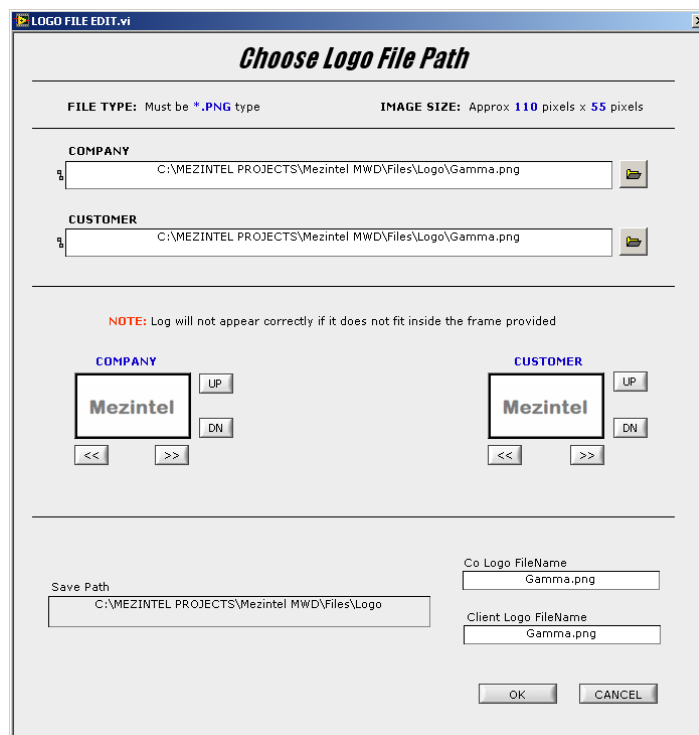 LOGO FILE EDIT.vi
Choose Logo File Path
FILE TYPE: Must be *.PNG type IMAGE SIZE: Approx 110 pixels x 55 pixels
COMPANY
C:\MEZINTEL PROJECTS\Mezintel MWD\Files\Logo\Gamma.png
CUSTOMER
C:\MEZINTEL PROJECTS\Mezintel MWD\Files\Logo\Gamma.png
NOTE: Log will not appear correctly if it does not fit inside the frame provided
COMPANY CUSTOMER
UP UP
Mezintel Mezintel
DN DN
<< >> << >>
Co Logo FileName
Gamma.png
Save Path
C:\MEZINTEL PROJECTS\Mezintel MWD\Files\Logo
Client Logo FileName
Gamma.png
OK CANCEL